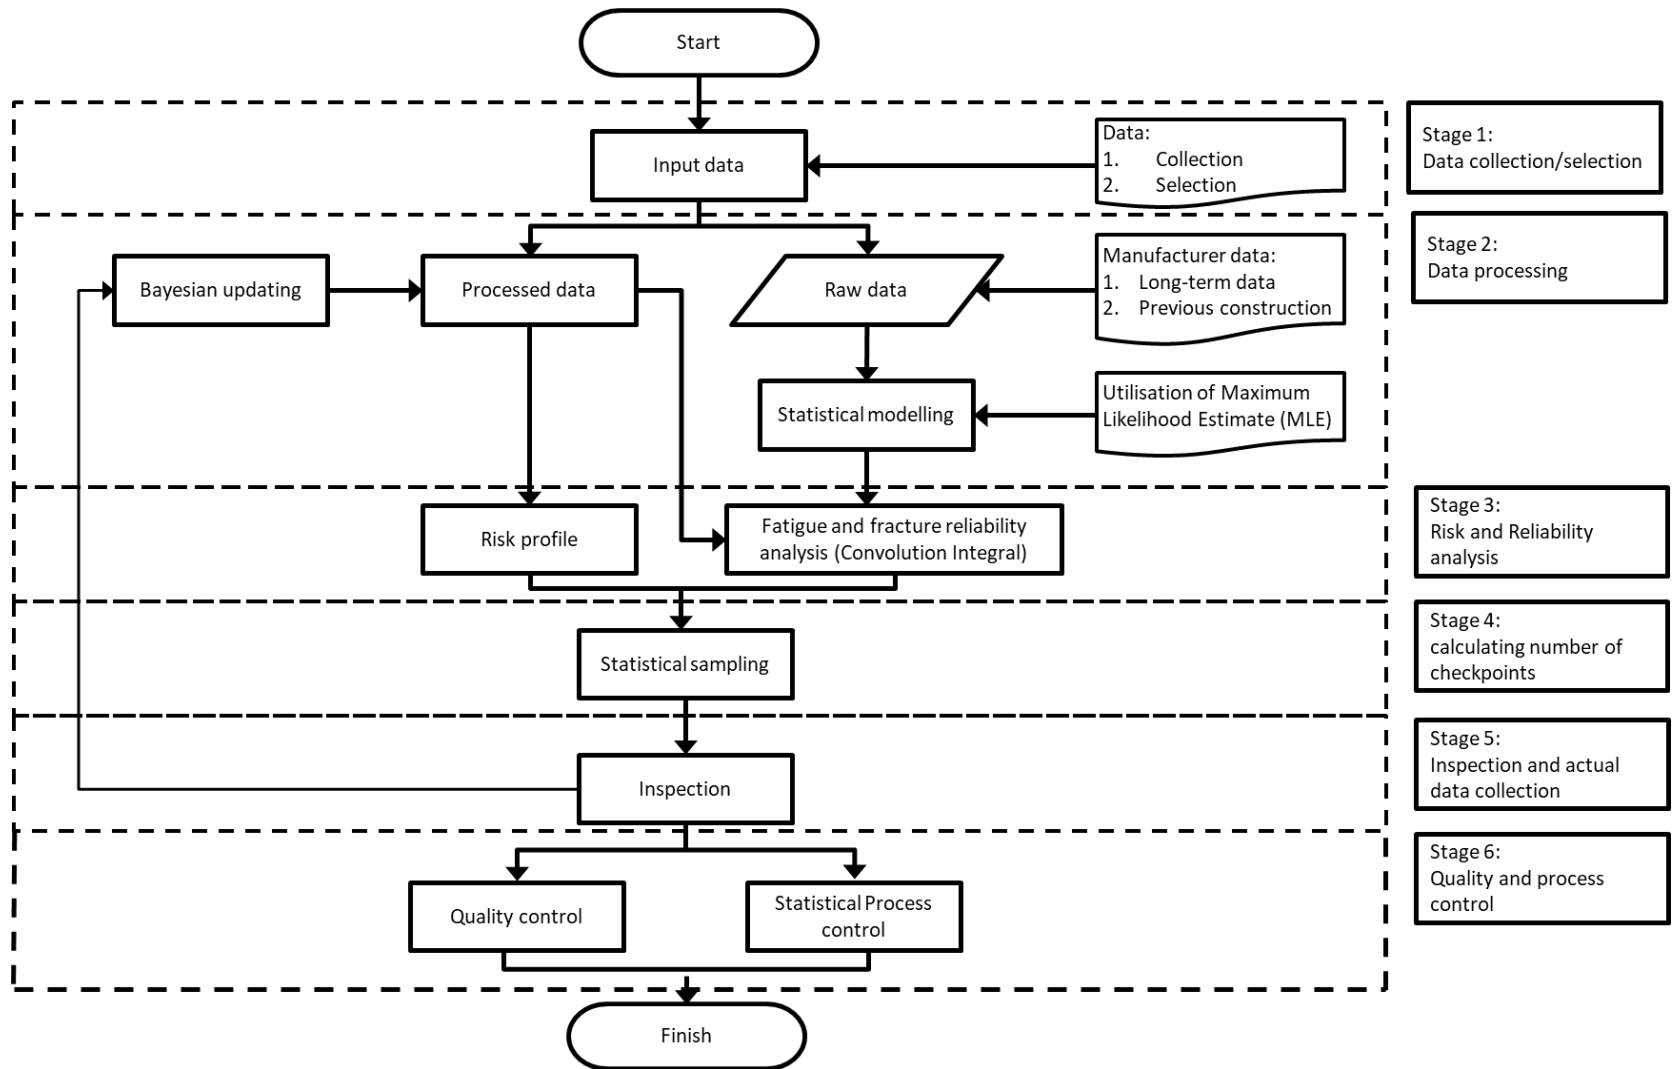 Start
Input data
Data:
1. Collection
2. Selection
Stage 1:
Data collection/selection
Bayesian updating
Processed data
Raw data
Manufacturer data:
1. Long-term data
2. Previous construction
Stage 2:
Data processing
Statistical modelling
Utilisation of Maximum
Likelihood Estimate (MLE)
Risk profile
Fatigue and fracture reliability
analysis (Convolution Integral)
Stage 3:
Risk and Reliability
analysis
Statistical sampling
Stage 4:
calculating number of
checkpoints
Inspection
Stage 5:
Inspection and actual
data collection
Quality control
Statistical Process
control
Stage 6:
Quality and process
control
Finish